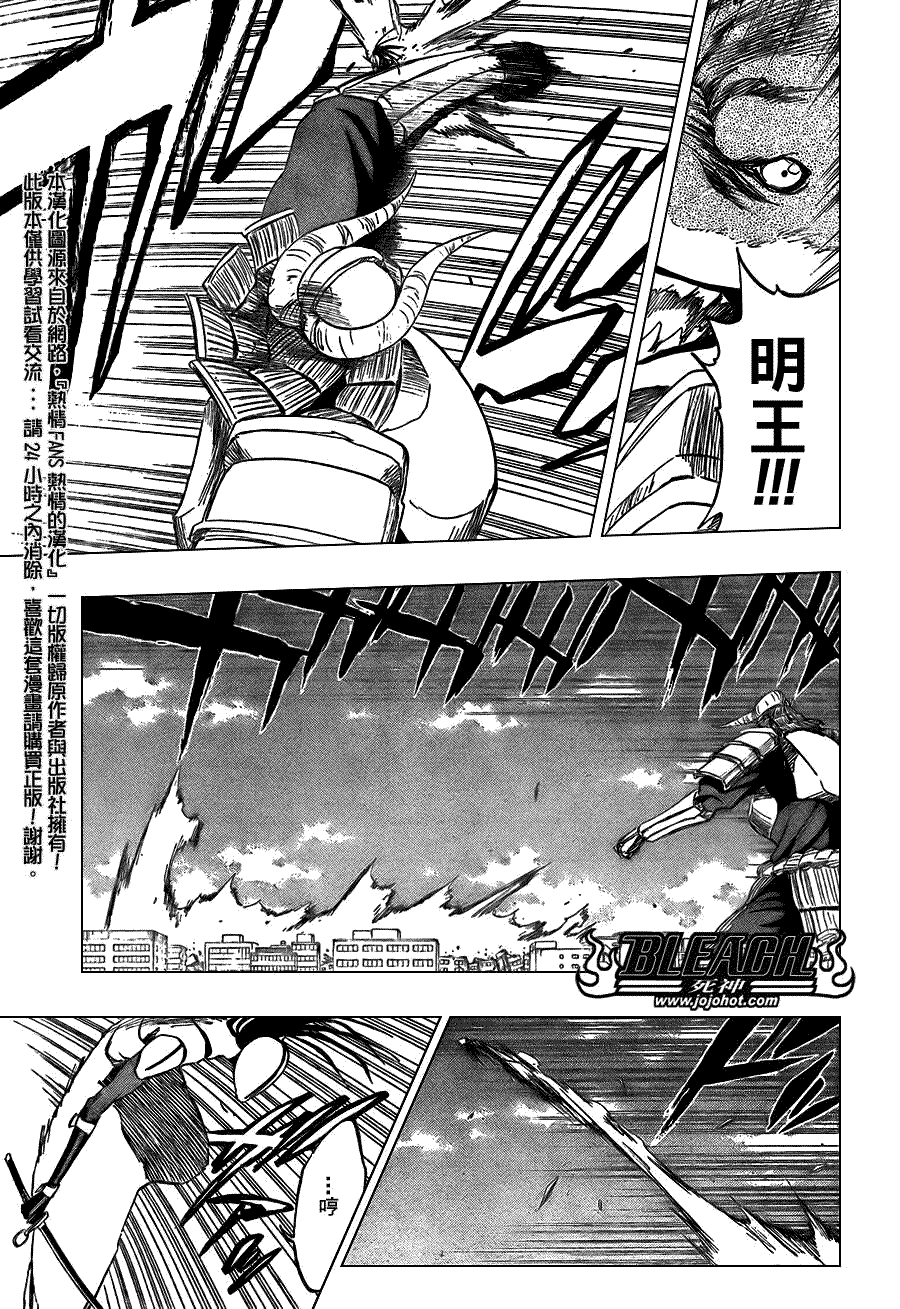 明王!!!
本漢化圖源來自於網路,『熱情FANS熱情的漢化』一切版權歸原作者與出版社擁有!
此版本僅供學習試看交流… 請24小時之內消除,喜歡這套漫畫請購買正版!謝謝。
BLEACH
死神
www.jojohot.com
…哼